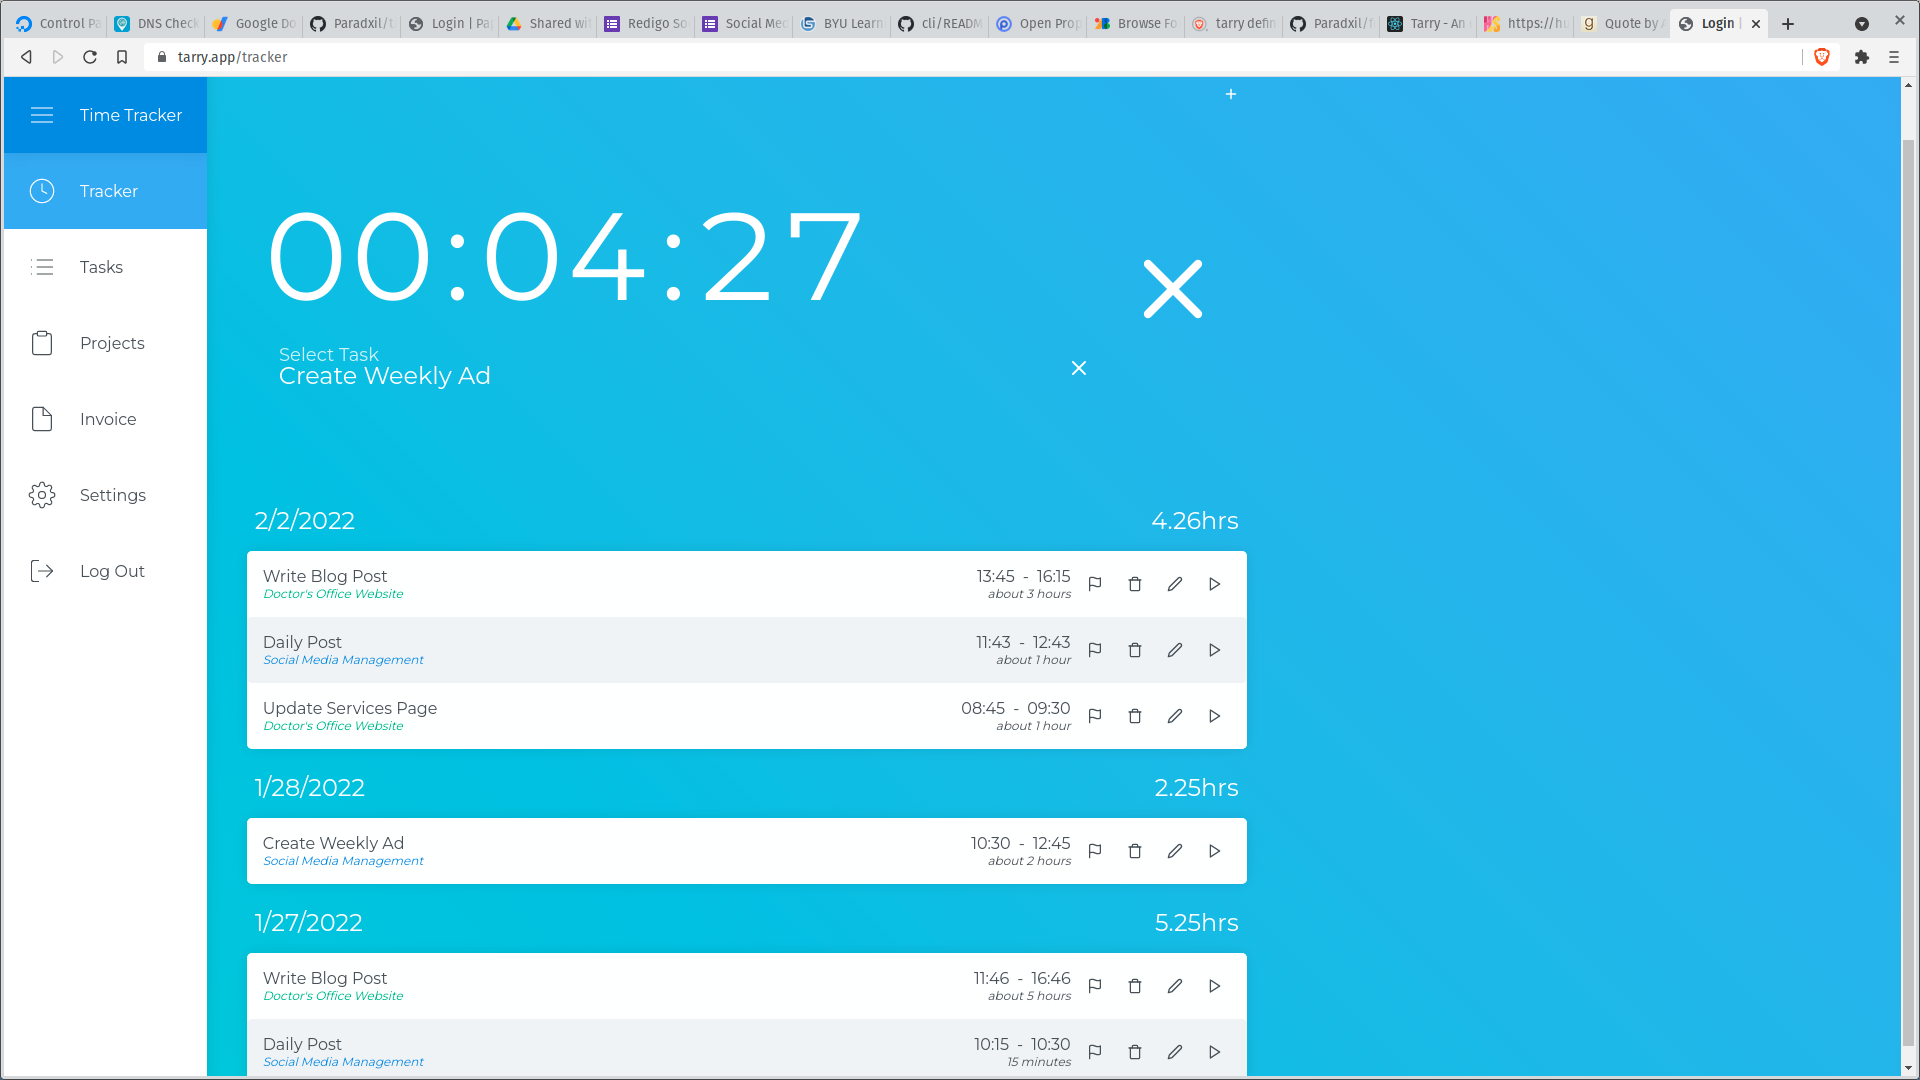 Control Pa
DNS Check
Google Do
Paradxil/t
Login | Pa
Shared wi
Redigo So
Social Med
BYU Learn
cli/README
Open Prop
Browse Fo
tarry defin
Paradxil/f
Tarry - An
https://hu
Quote by A
Login |
tarry.app/tracker
Time Tracker
Tracker
Tasks
Projects
Invoice
Settings
Log Out
00:04:27
Select Task
Create Weekly Ad
2/2/2022 4.26hrs
Write Blog Post 13:45 - 16:15
Doctor's Office Website about 3 hours
Daily Post 11:43 - 12:43
Social Media Management about 1 hour
Update Services Page 08:45 - 09:30
Doctor's Office Website about 1 hour
1/28/2022 2.25hrs
Create Weekly Ad 10:30 - 12:45
Social Media Management about 2 hours
1/27/2022 5.25hrs
Write Blog Post 11:46 - 16:46
Doctor's Office Website about 5 hours
Daily Post 10:15 - 10:30
Social Media Management 15 minutes